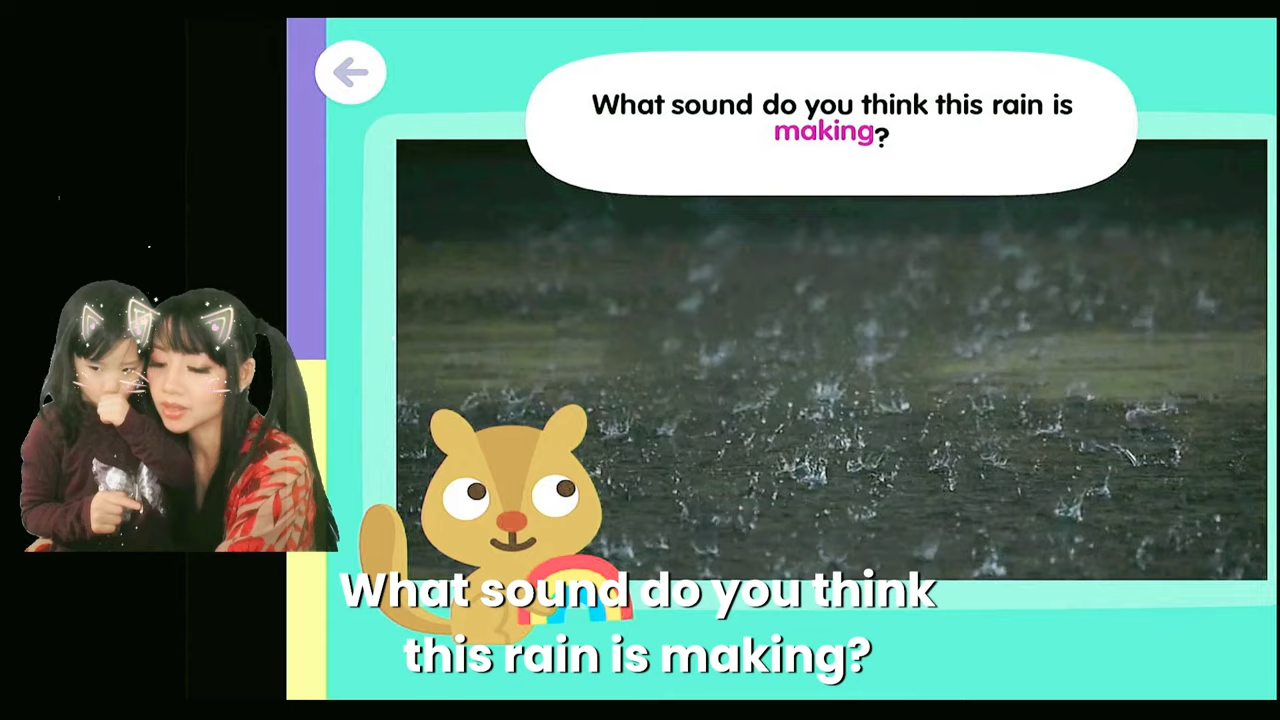 What sound do you think this rain is
making?
What sound do you think
this rain is making?